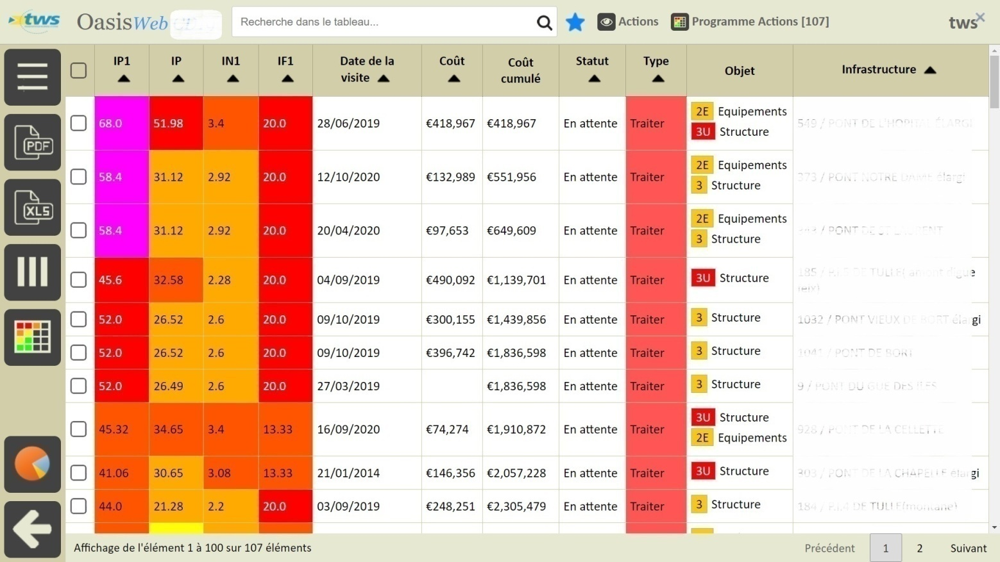 tws OasisWeb Recherche dans le tableau... Actions Programme Actions [107] tws
IP1 IP IN1 IF1 Date de la visite Coût Coût cumulé Statut Type Objet Infrastructure
68.0 51.98 3.4 20.0 28/06/2019 €418,967 €418,967 En attente Traiter 2E Equipements 549 / PONT DE L'HOPITAL ÉLARGI
3U Structure
PDF
58.4 31.12 2.92 20.0 12/10/2020 €132,989 €551,956 En attente Traiter 2E Equipements 373 / PONT NOTRE DAME élargi
3 Structure
XLS
58.4 31.12 2.92 20.0 20/04/2020 €97,653 €649,609 En attente Traiter 2E Equipements / PONT DE ST LAURENT
3 Structure
45.6 32.58 2.28 20.0 04/09/2019 €490,092 €1,139,701 En attente Traiter 3U Structure 185 / DE TULLE( amont digue
52.0 26.52 2.6 20.0 09/10/2019 €300,155 €1,439,856 En attente Traiter 3 Structure 1032 / PONT VIEUX DE BORT élargi
52.0 26.52 2.6 20.0 09/10/2019 €396,742 €1,836,598 En attente Traiter 3 Structure 1041 / PONT DE BORT
52.0 26.49 2.6 20.0 27/03/2019 €1,836,598 En attente Traiter 3 Structure 9 / PONT DU GUE DES ILES
45.32 34.65 3.4 13.33 16/09/2020 €74,274 €1,910,872 En attente Traiter 3U Structure 928 / PONT DE LA CELLETTE
2E Equipements
41.06 30.65 3.08 13.33 21/01/2014 €146,356 €2,057,228 En attente Traiter 3U Structure 303 / PONT DE LA CHAPELLE élargi
44.0 21.28 2.2 20.0 03/09/2019 €248,251 €2,305,479 En attente Traiter 3 Structure 184 / P.I.4 DE TULLE(montane)
Affichage de l'élément 1 à 100 sur 107 éléments Précédent 1 2 Suivant